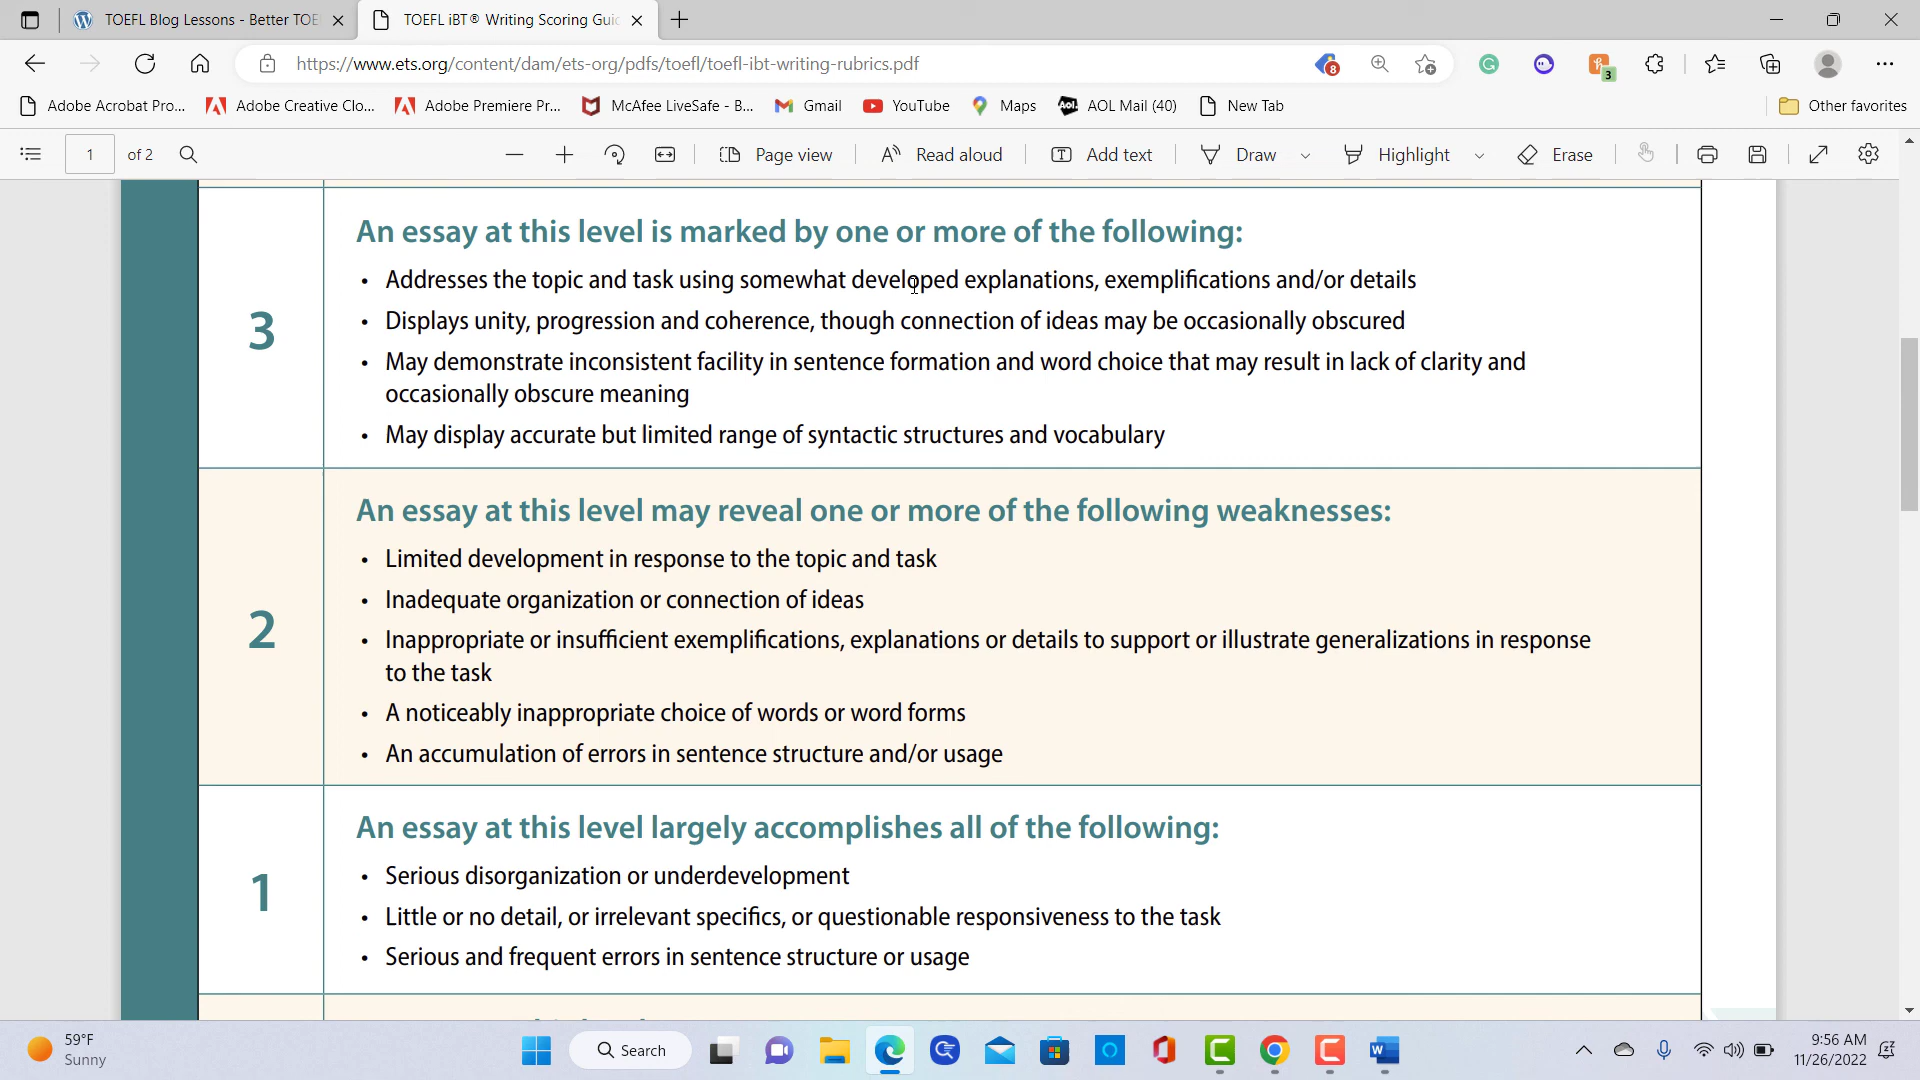 TOEFL Blog Lessons - Better TOE
TOEFL iBT® Writing Scoring Guid
https://www.ets.org/content/dam/ets-org/pdfs/toefl/toefl-ibt-writing-rubrics.pdf
8
3
Adobe Acrobat Pro...
Adobe Creative Clo...
Adobe Premiere Pr...
McAfee LiveSafe - B...
Gmail
YouTube
Maps
Aol.
AOL Mail (40)
New Tab
Other favorites
1
of 2
Page view
Read aloud
Add text
Draw
Highlight
Erase
3
An essay at this level is marked by one or more of the following:
• Addresses the topic and task using somewhat developed explanations, exemplifications and/or details
• Displays unity, progression and coherence, though connection of ideas may be occasionally obscured
• May demonstrate inconsistent facility in sentence formation and word choice that may result in lack of clarity and
occasionally obscure meaning
• May display accurate but limited range of syntactic structures and vocabulary
2
An essay at this level may reveal one or more of the following weaknesses:
• Limited development in response to the topic and task
• Inadequate organization or connection of ideas
• Inappropriate or insufficient exemplifications, explanations or details to support or illustrate generalizations in response
to the task
• A noticeably inappropriate choice of words or word forms
• An accumulation of errors in sentence structure and/or usage
1
An essay at this level largely accomplishes all of the following:
• Serious disorganization or underdevelopment
• Little or no detail, or irrelevant specifics, or questionable responsiveness to the task
• Serious and frequent errors in sentence structure or usage
59°F
Sunny
Search
9:56 AM
11/26/2022